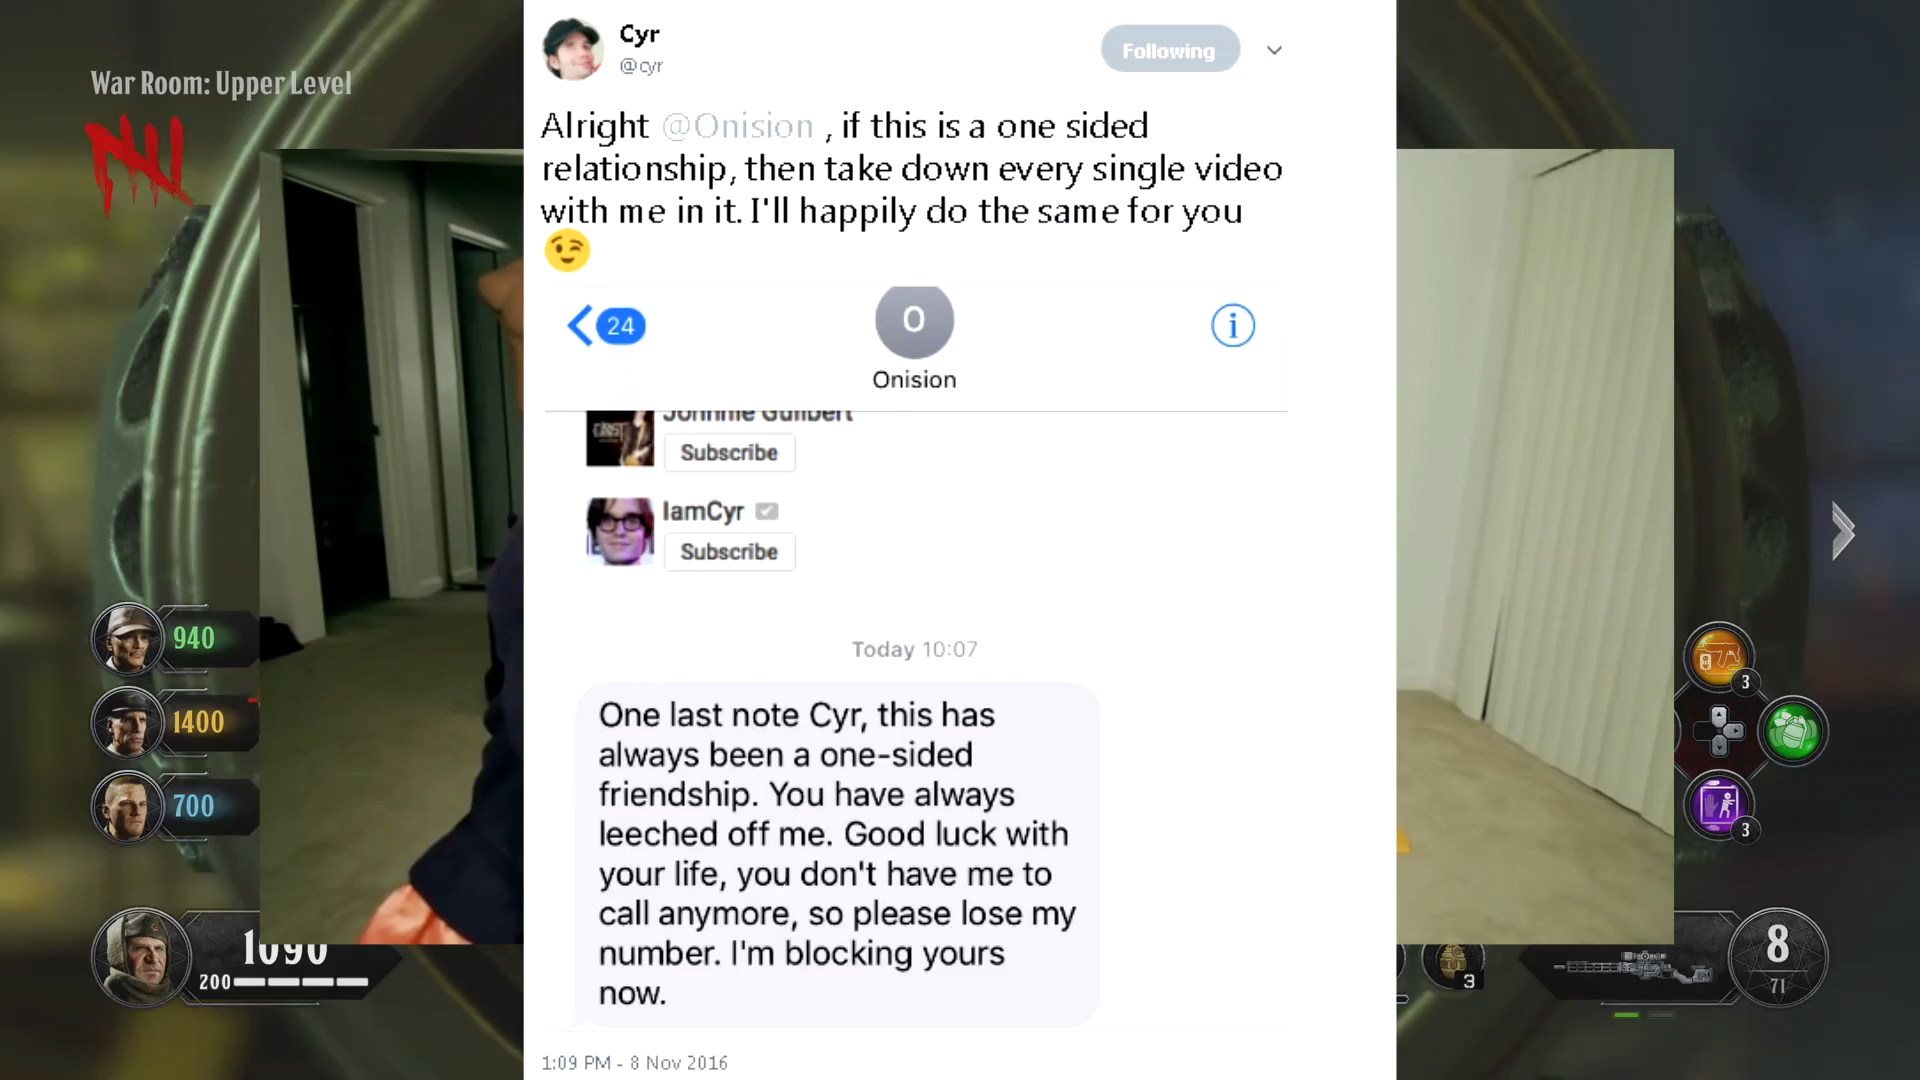 War Room: Upper Level
Cyr
@cyr
Following
Alright @Onision , if this is a one sided
relationship, then take down every single video
with me in it. I'll happily do the same for you
24
O
Onision
Johnnie Guilbert
Subscribe
IamCyr
Subscribe
Today 10:07
One last note Cyr, this has
always been a one-sided
friendship. You have always
leeched off me. Good luck with
your life, you don't have me to
call anymore, so please lose my
number. I'm blocking yours
now.
1:09 PM - 8 Nov 2016
940
1400
700
1090
200
3
3
3
8
71